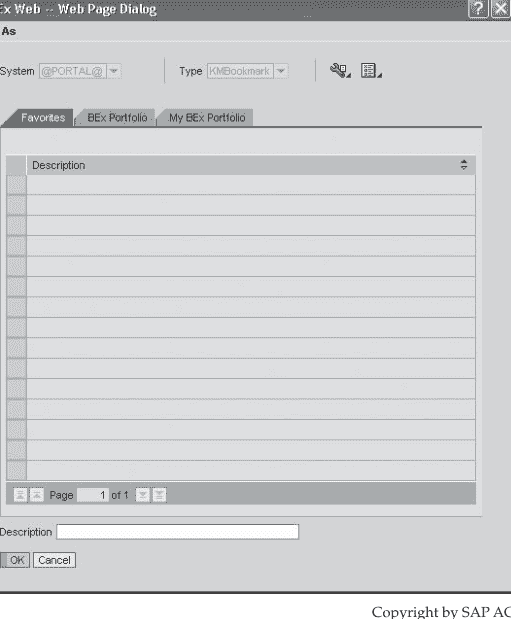 x Web -- Web Page Dialog
As
System @PORTAL@ Type KMBookmark
Favorites BEx Portfolio My BEx Portfolio
Description
Page 1 of 1
Description
OK Cancel
Copyright by SAP AG